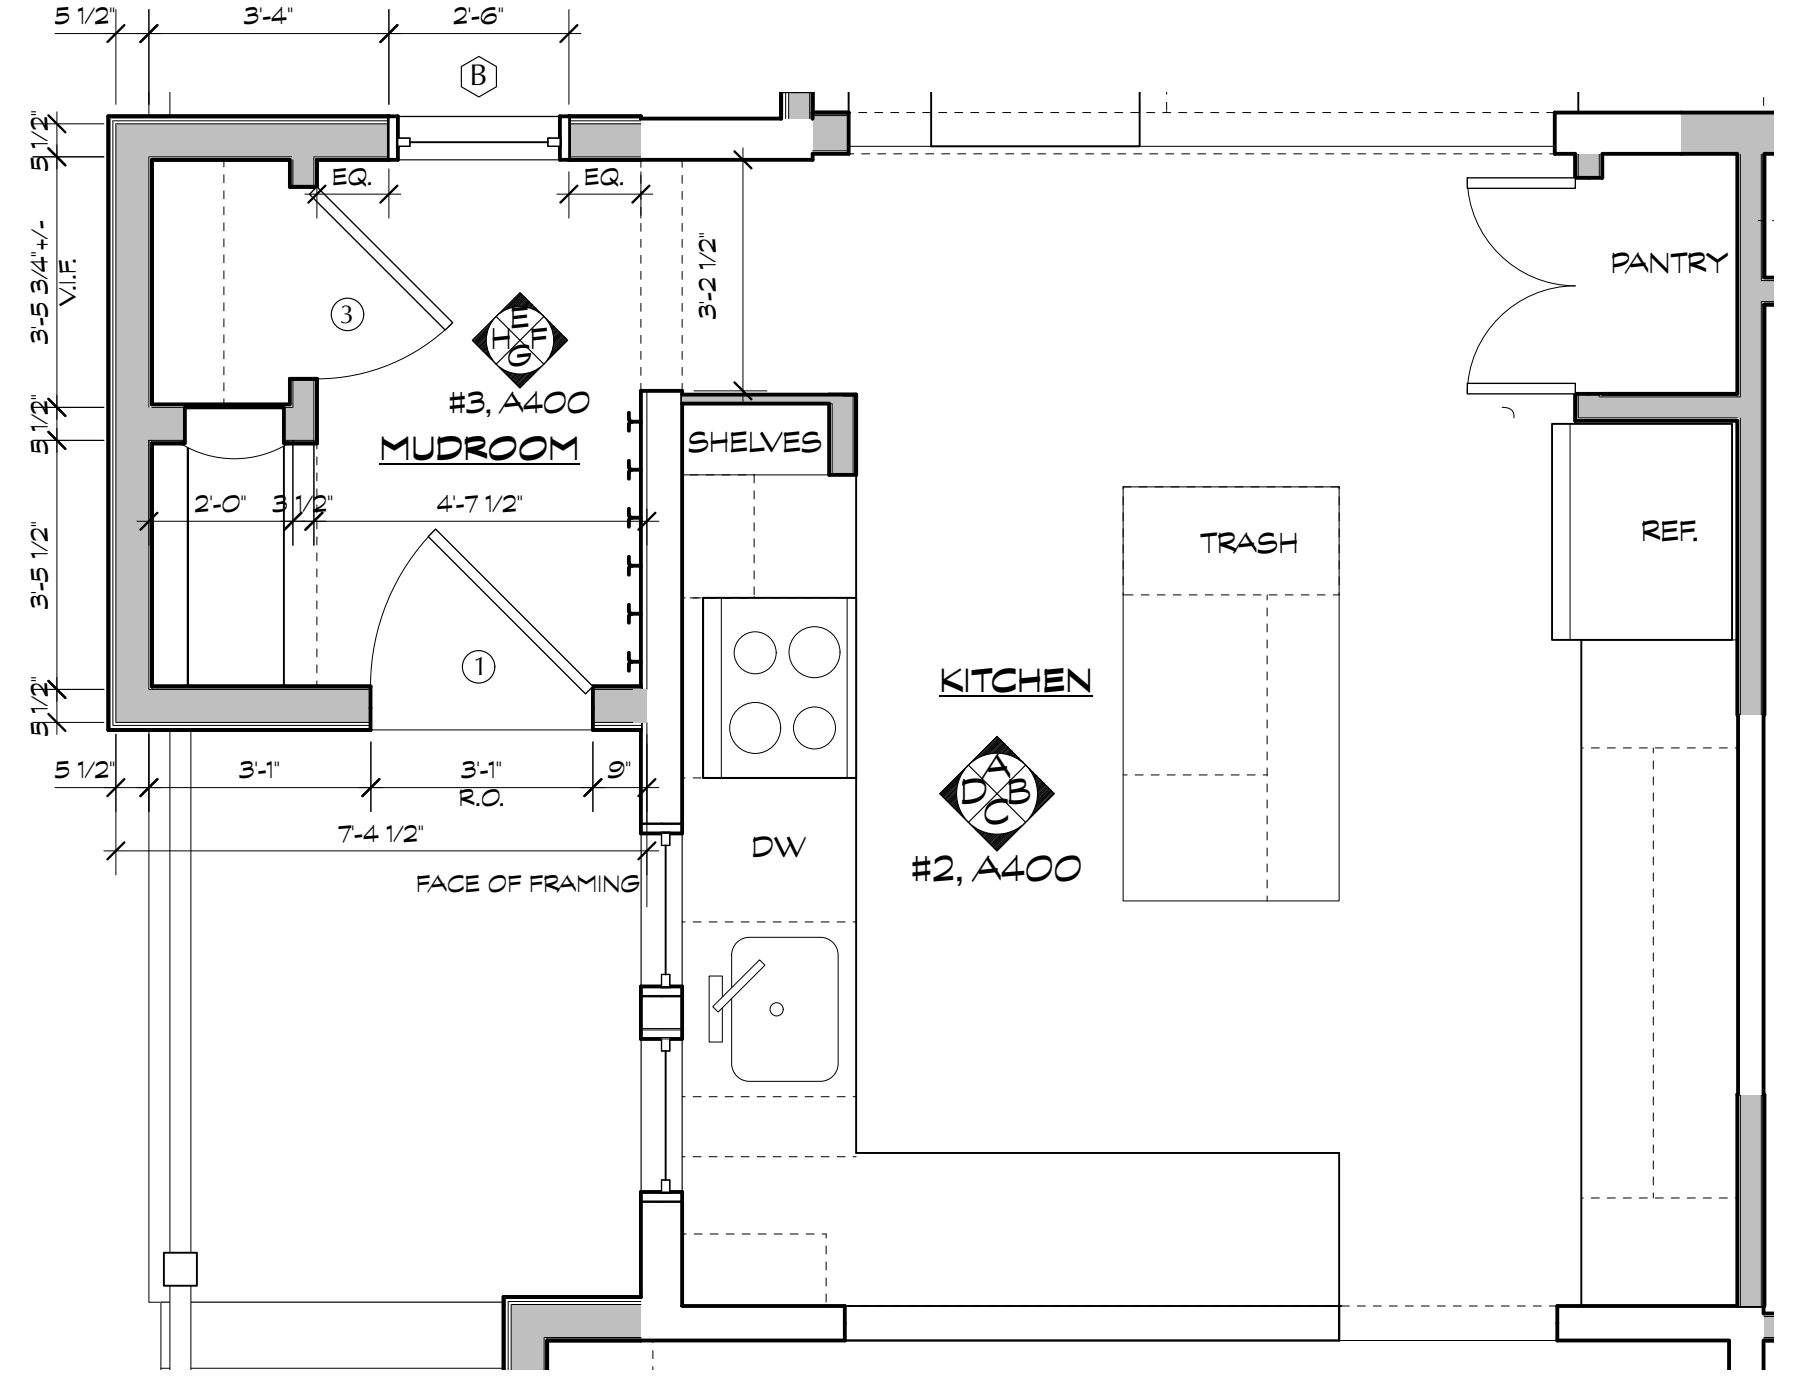 5 1/2" 3'-4" 2'-6"
B
5 1/2"
EQ. EQ.
3'-5 3/4"+/-
V.I.F.
3'-2 1/2"
PANTRY
3
E
H F
G
#3, A400
5 1/2"
MUDROOM
SHELVES
2'-0" 3 1/2" 4'-7 1/2"
TRASH
REF.
3'-5 1/2"
1
KITCHEN
5 1/2"
5 1/2" 3'-1" 3'-1" 9"
R.O.
A
D B
C
7'-4 1/2"
DW
#2, A400
FACE OF FRAMING